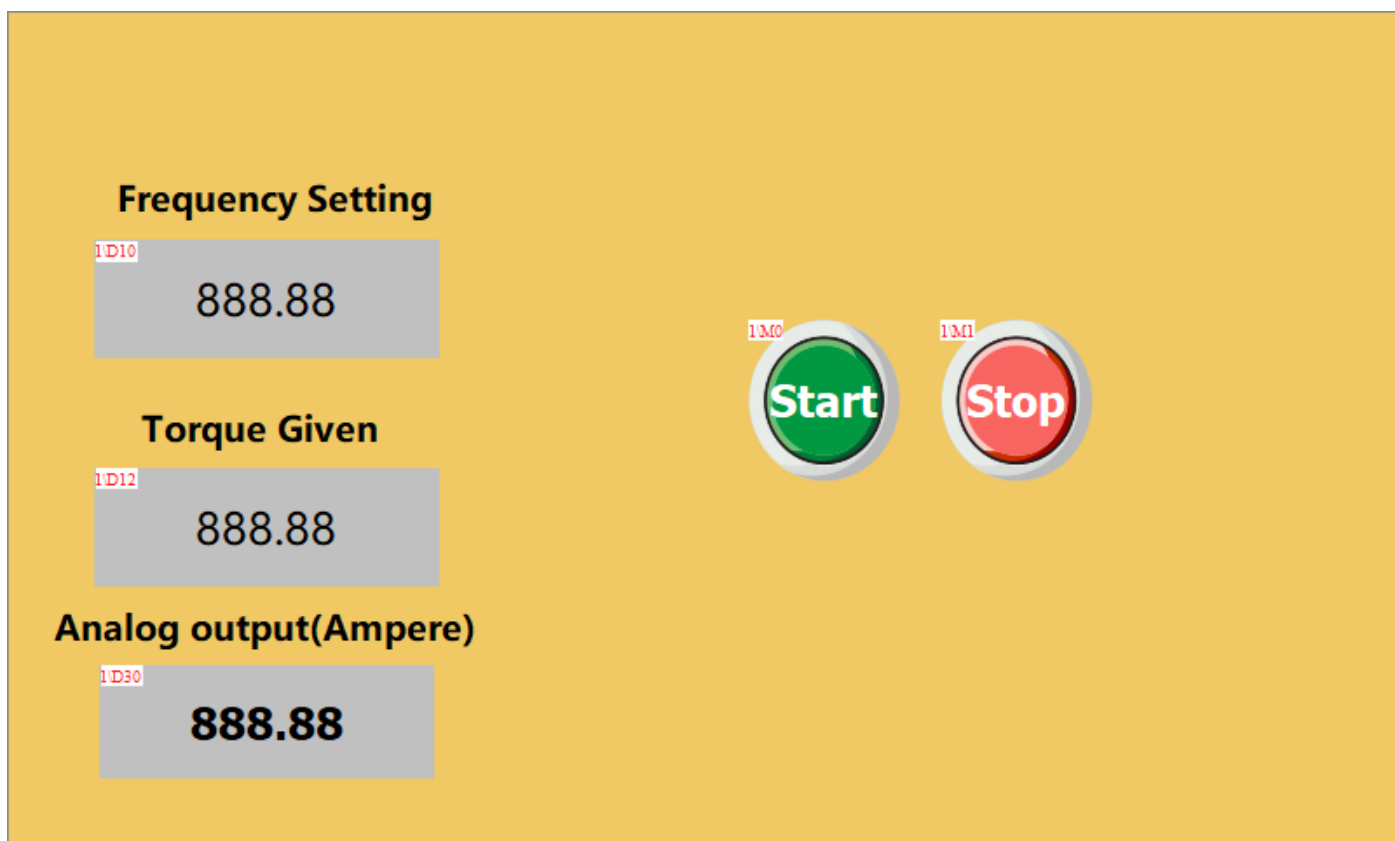 Frequency Setting
1\D10
888.88
Torque Given
1\D12
888.88
Analog output(Ampere)
1\D30
888.88
1\M0
Start
1\M1
Stop